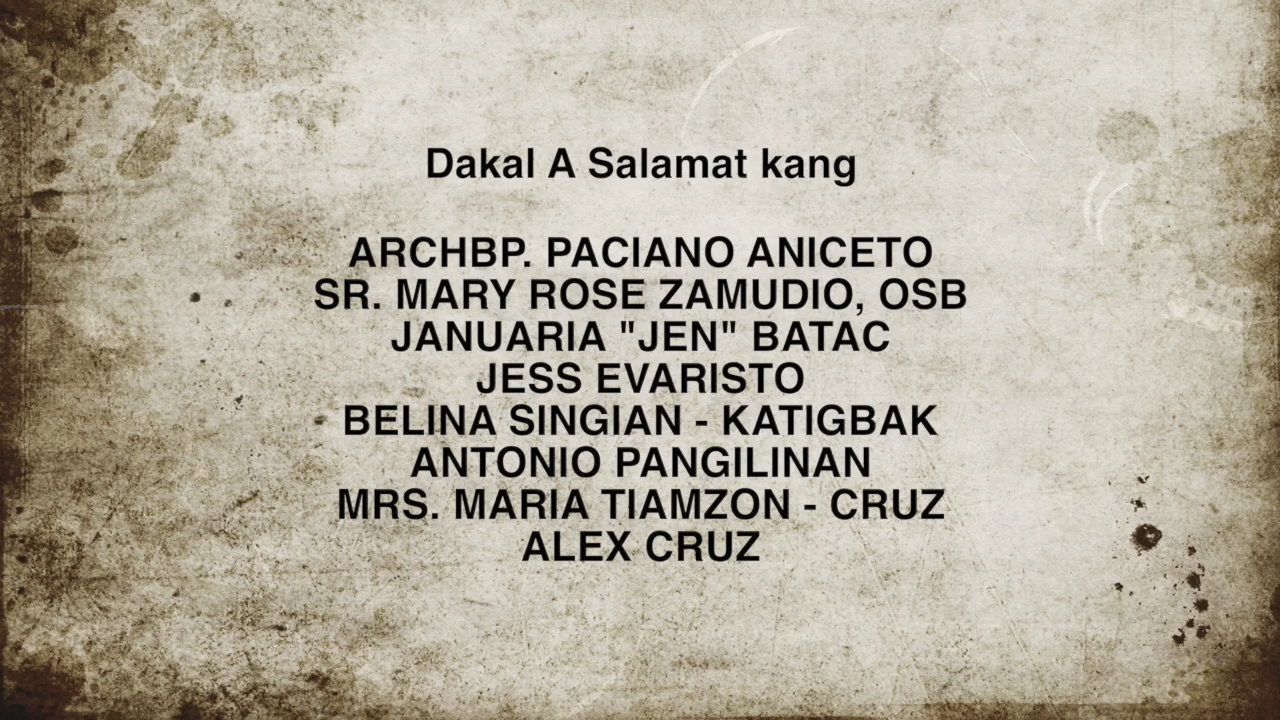 Dakal A Salamat kang
ARCHBP. PACIANO ANICETO
SR. MARY ROSE ZAMUDIO, OSB
JANUARIA "JEN" BATAC
JESS EVARISTO
BELINA SINGIAN - KATIGBAK
ANTONIO PANGILINAN
MRS. MARIA TIAMZON - CRUZ
ALEX CRUZ